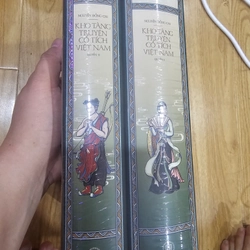 NGUYỄN ĐỔNG CHI
KHO TÀNG
TRUYỆN
CỔ TÍCH
VIỆT NAM
NGUYỄN ĐỔNG CHI
KHO TÀNG
TRUYỆN
CỔ TÍCH
VIỆT NAM